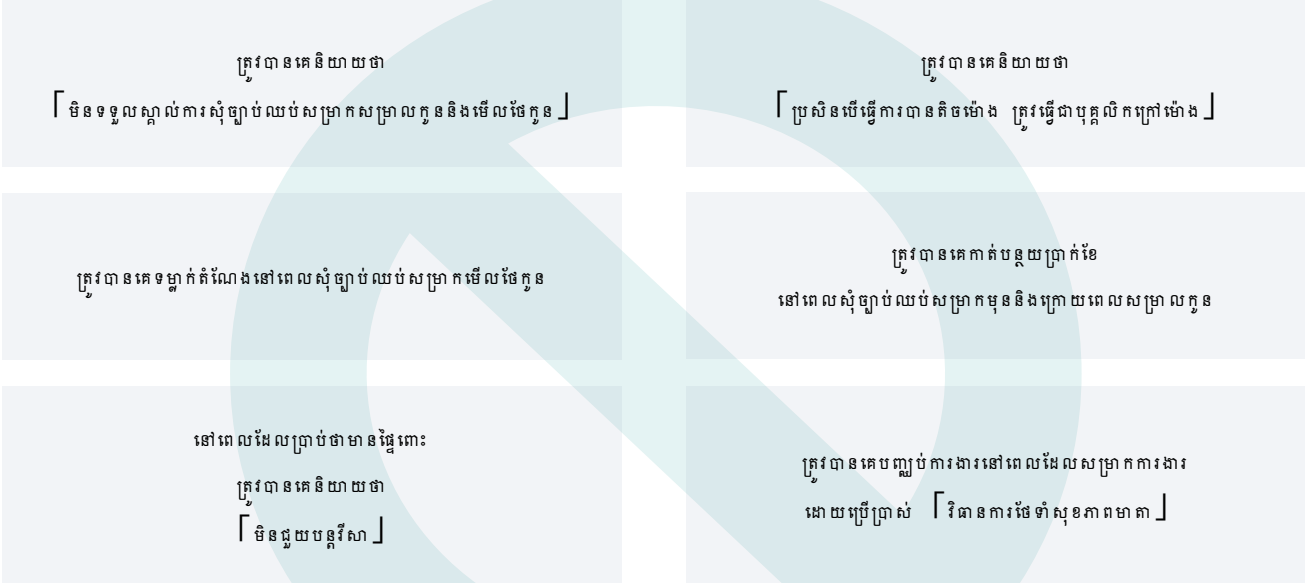 ត្រូវបានគេនិយាយថា
「មិនទទួលស្គាល់ការសុំច្បាប់ឈប់សម្រាកសម្រាលកូននិងមើលថែកូន」
ត្រូវបានគេនិយាយថា
「ប្រសិនបើធ្វើការបានតិចម៉ោង ត្រូវធ្វើជាបុគ្គលិកក្រៅម៉ោង」
ត្រូវបានគេទម្លាក់តំណែងនៅពេលសុំច្បាប់ឈប់សម្រាកមើលថែកូន
ត្រូវបានគេកាត់បន្ថយប្រាក់ខែ
នៅពេលសុំច្បាប់ឈប់សម្រាកមុននិងក្រោយពេលសម្រាលកូន
នៅពេលដែលប្រាប់ថាមានផ្ទៃពោះ
ត្រូវបានគេនិយាយថា
「មិនជួយបន្តវីសា」
ត្រូវបានគេបញ្ឈប់ការងារនៅពេលដែលសម្រាកការងារ
ដោយប្រើប្រាស់ 「វិធានការថែទាំសុខភាពមាតា」